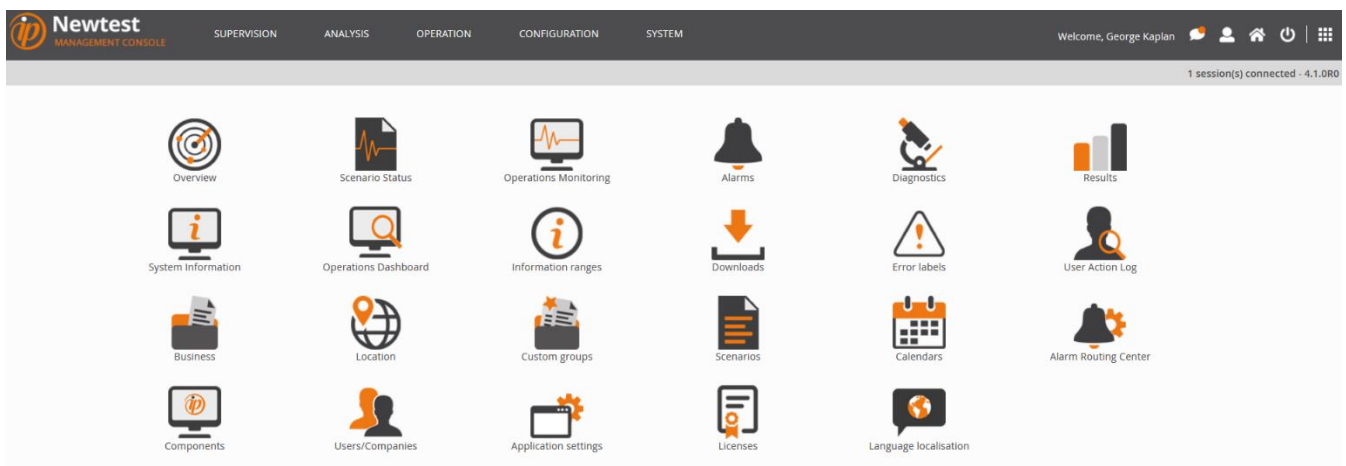 Newtest
MANAGEMENT CONSOLE
SUPERVISION ANALYSIS OPERATION CONFIGURATION SYSTEM
Welcome, George Kaplan
1 session(s) connected - 4.1.0R0
Overview Scenario Status Operations Monitoring Alarms Diagnostics Results
System Information Operations Dashboard Information ranges Downloads Error labels User Action Log
Business Location Custom groups Scenarios Calendars Alarm Routing Center
Components Users/Companies Application settings Licenses Language localisation